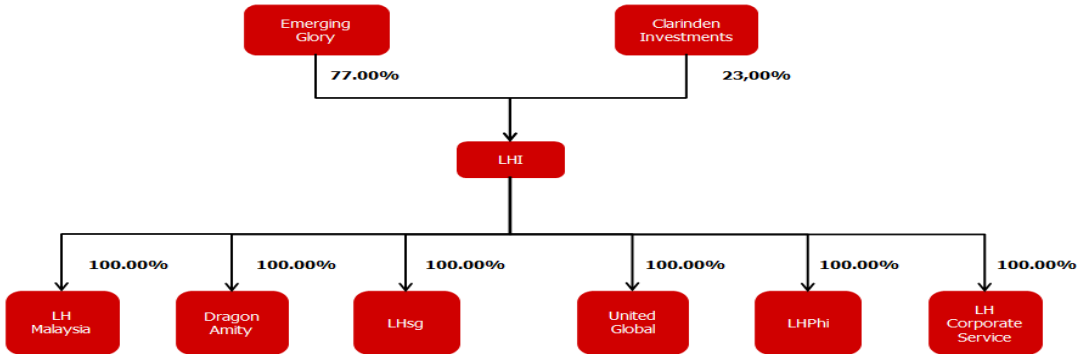 Emerging
Glory
Clarinden
Investments
77.00%
23,00%
LHI
100.00%
100.00%
100.00%
100.00%
100.00%
100.00%
LH
Malaysia
Dragon
Amity
LHsg
United
Global
LHPhi
LH
Corporate
Service